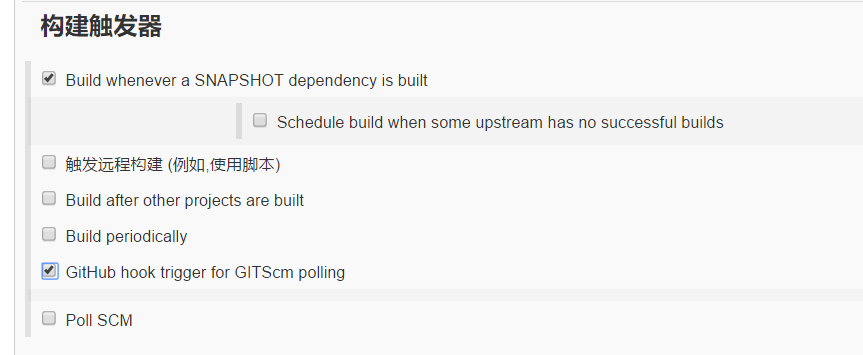 构建触发器
Build whenever a SNAPSHOT dependency is built
Schedule build when some upstream has no successful builds
触发远程构建 (例如,使用脚本)
Build after other projects are built
Build periodically
GitHub hook trigger for GITScm polling
Poll SCM